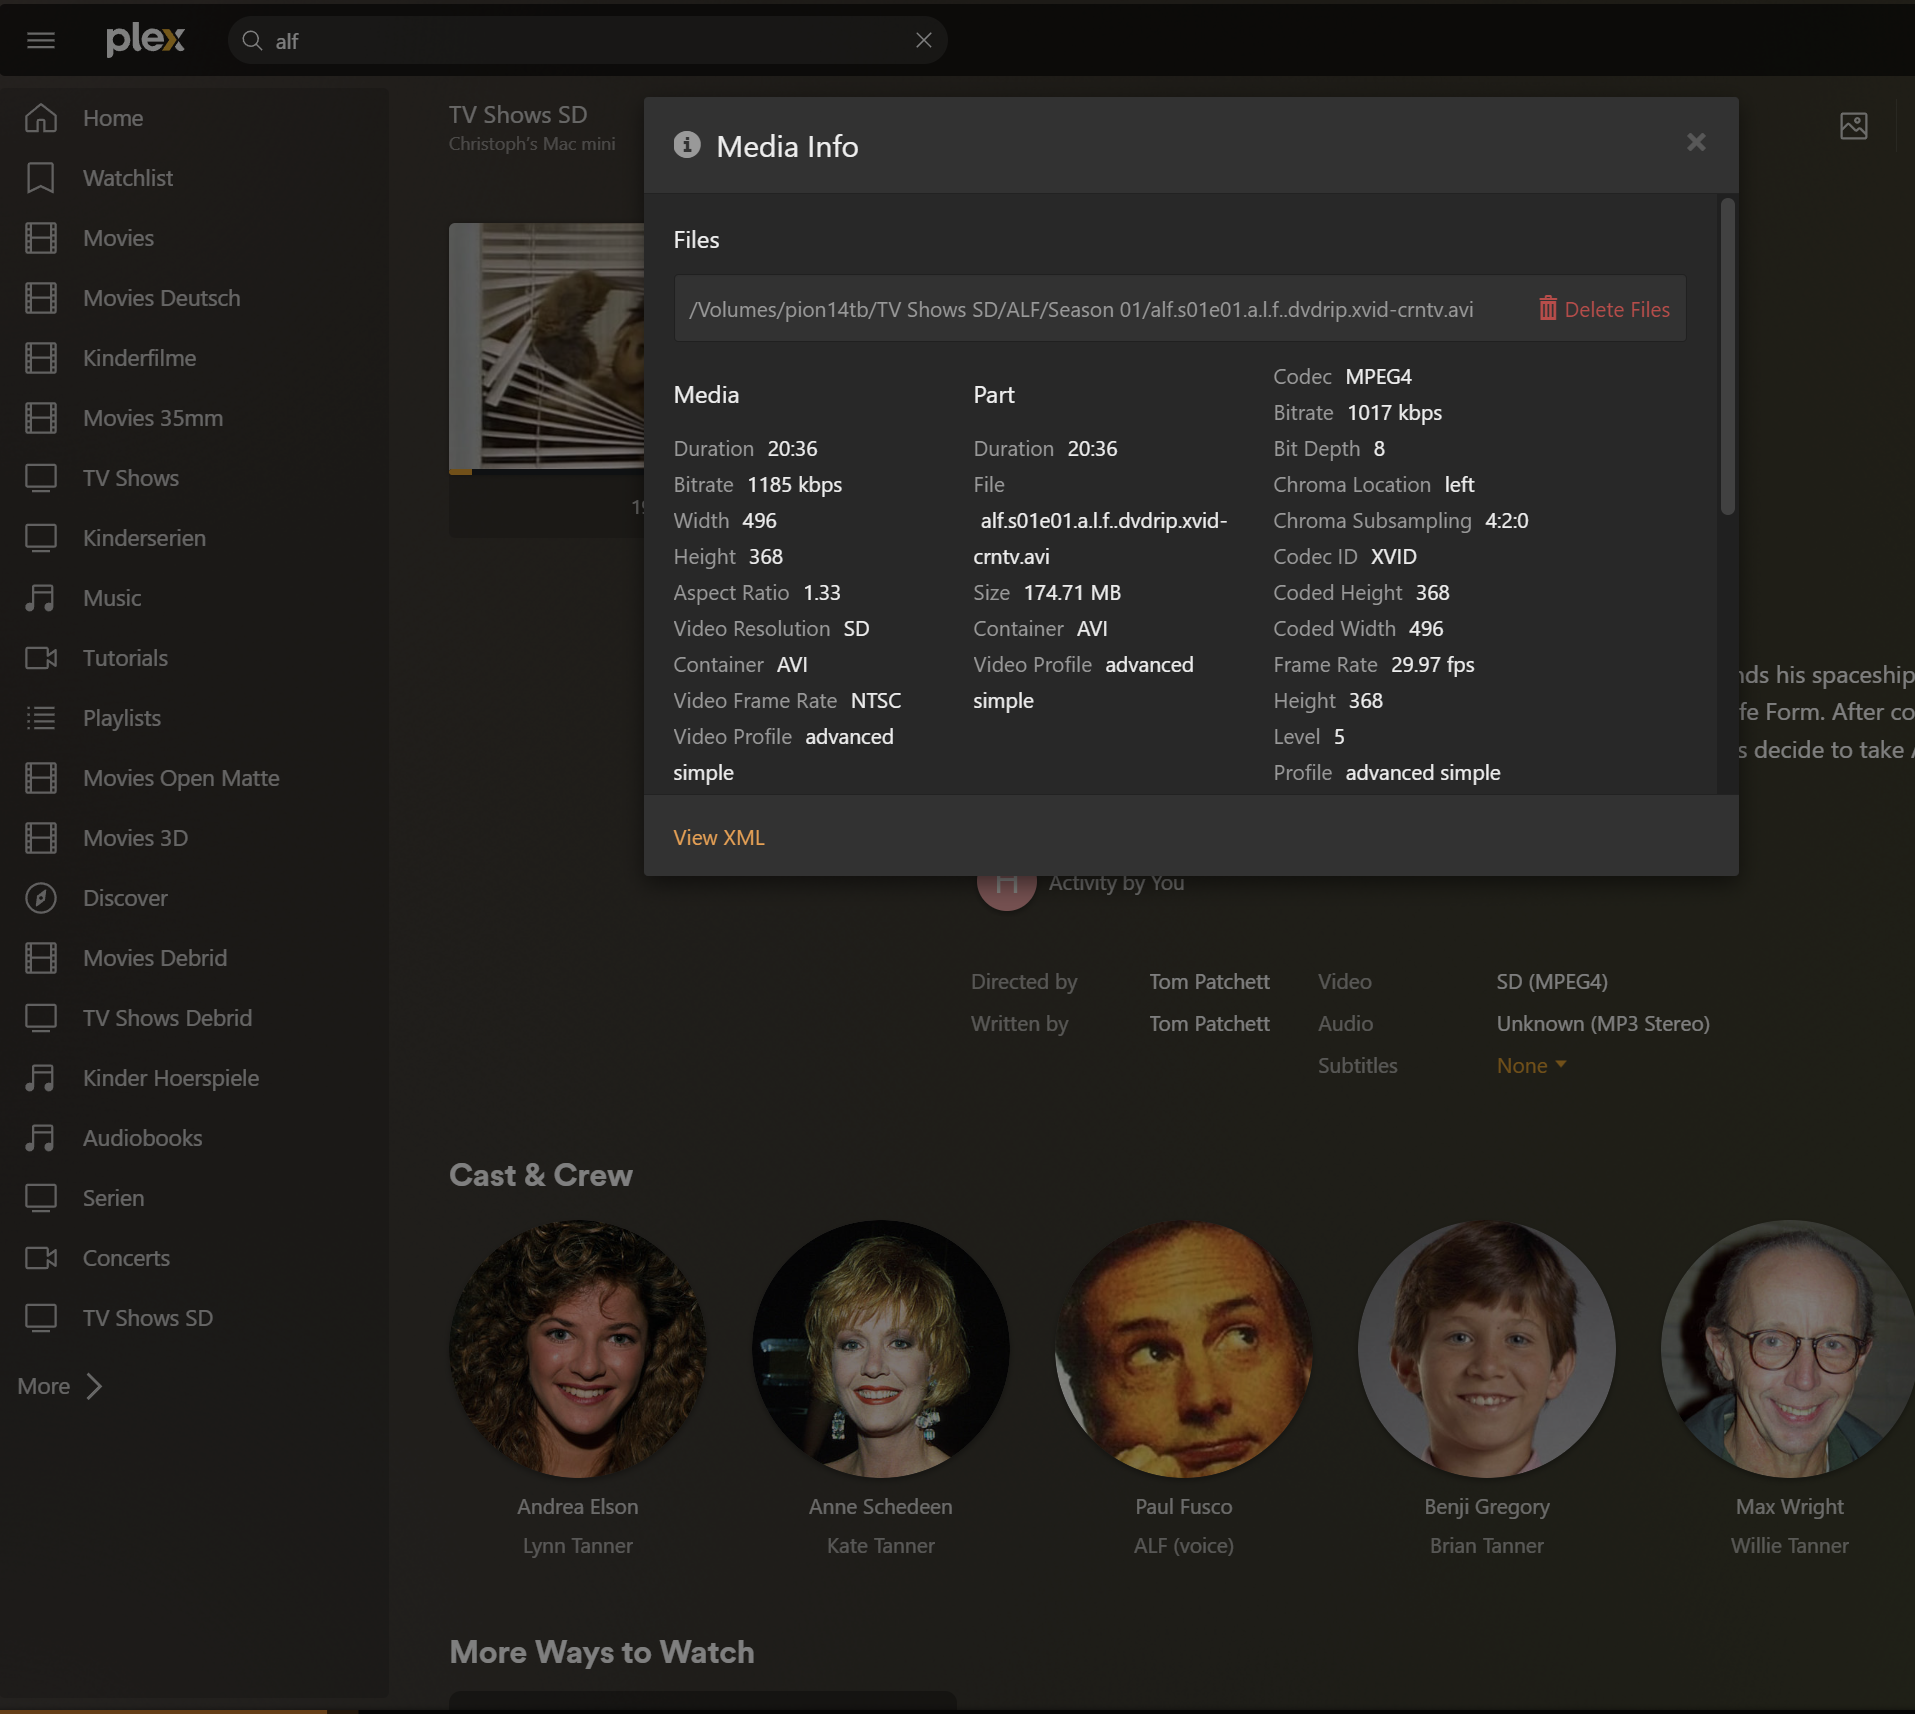 plex
alf
Home
Watchlist
Movies
Movies Deutsch
Kinderfilme
Movies 35mm
TV Shows
Kinderserien
Music
Tutorials
Playlists
Movies Open Matte
Movies 3D
Discover
Movies Debrid
TV Shows Debrid
Kinder Hoerspiele
Audiobooks
Serien
Concerts
TV Shows SD
More
TV Shows SD
Christoph's Mac mini
Media Info
Files
/Volumes/pion14tb/TV Shows SD/ALF/Season 01/alf.s01e01.a.l.f..dvdrip.xvid-crntv.avi
Delete Files
Media
Duration 20:36
Bitrate 1185 kbps
Width 496
Height 368
Aspect Ratio 1.33
Video Resolution SD
Container AVI
Video Frame Rate NTSC
Video Profile advanced
simple
Part
Duration 20:36
File
alf.s01e01.a.l.f..dvdrip.xvid-
crntv.avi
Size 174.71 MB
Container AVI
Video Profile advanced
simple
Codec MPEG4
Bitrate 1017 kbps
Bit Depth 8
Chroma Location left
Chroma Subsampling 4:2:0
Codec ID XVID
Coded Height 368
Coded Width 496
Frame Rate 29.97 fps
Height 368
Level 5
Profile advanced simple
View XML
his spaceship
Form. After
decide to take
H
Activity by You
Directed by Tom Patchett
Written by Tom Patchett
Video SD (MPEG4)
Audio Unknown (MP3 Stereo)
Subtitles None
Cast & Crew
Andrea Elson
Lynn Tanner
Anne Schedeen
Kate Tanner
Paul Fusco
ALF (voice)
Benji Gregory
Brian Tanner
Max Wright
Willie Tanner
More Ways to Watch